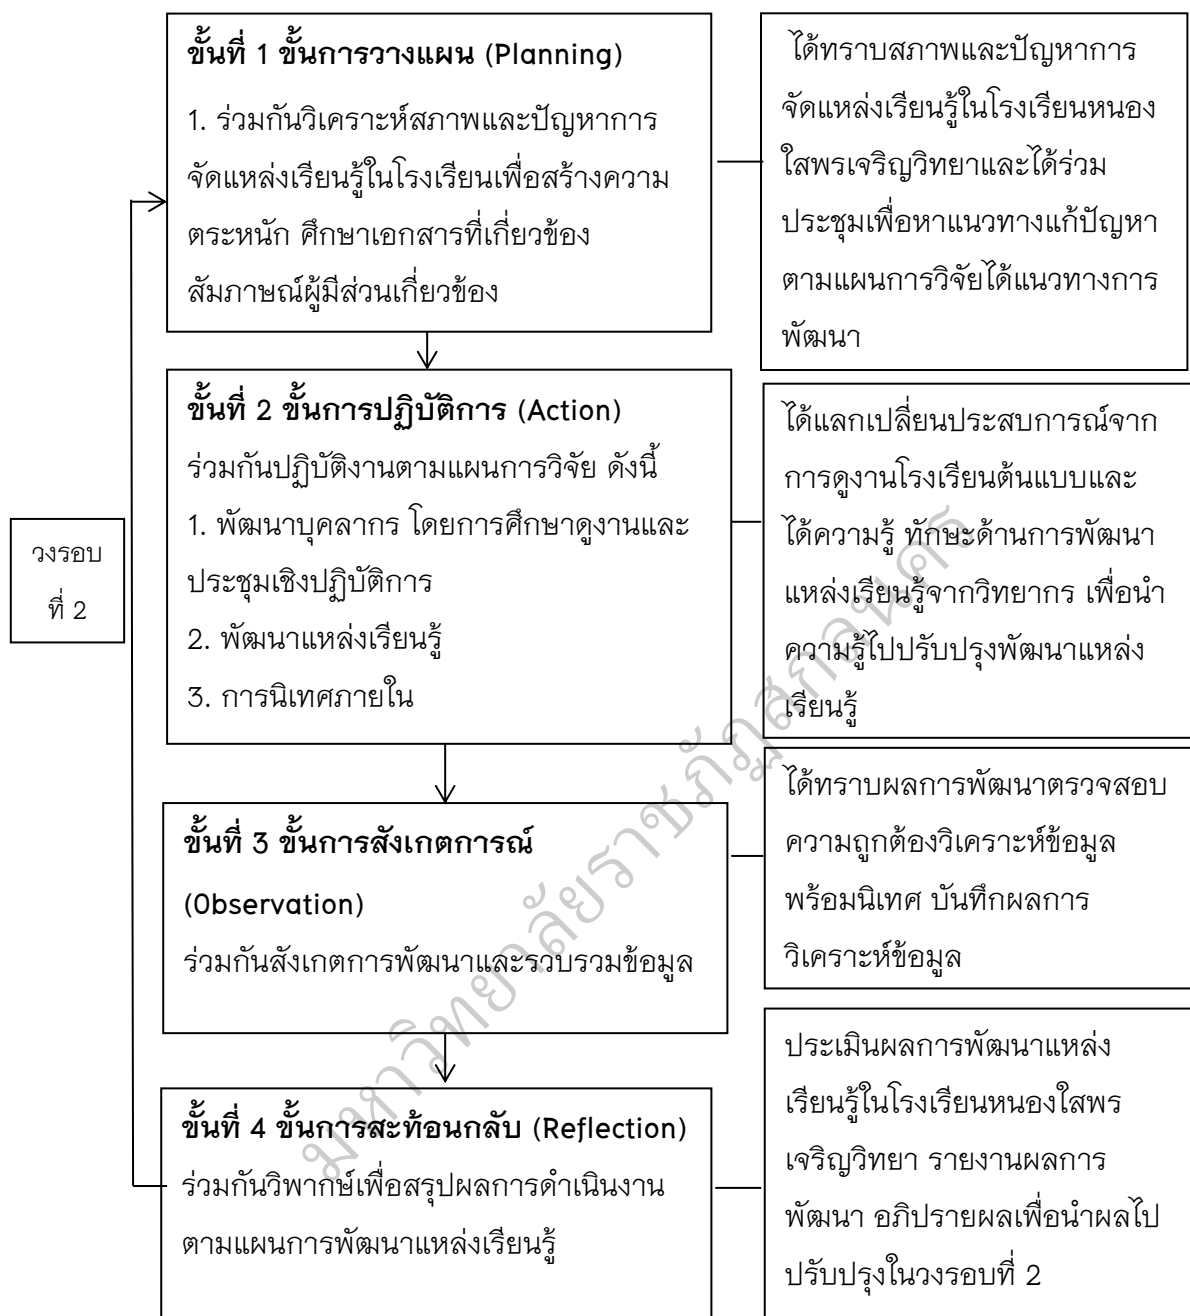 ขั้นที่ 1 ขั้นการวางแผน (Planning)
1. ร่วมกันวิเคราะห์สภาพและปัญหาการ
จัดแหล่งเรียนรู้ในโรงเรียนเพื่อสร้างความ
ตระหนัก ศึกษาเอกสารที่เกี่ยวข้อง
สัมภาษณ์ผู้มีส่วนเกี่ยวข้อง
ได้ทราบสภาพและปัญหาการ
จัดแหล่งเรียนรู้ในโรงเรียนหนอง
ใสพรเจริญวิทยาและได้ร่วม
ประชุมเพื่อหาแนวทางแก้ปัญหา
ตามแผนการวิจัยได้แนวทางการ
พัฒนา
ขั้นที่ 2 ขั้นการปฏิบัติการ (Action)
ร่วมกันปฏิบัติงานตามแผนการวิจัย ดังนี้
1. พัฒนาบุคลากร โดยการศึกษาดูงานและ
ประชุมเชิงปฏิบัติการ
2. พัฒนาแหล่งเรียนรู้
3. การนิเทศภายใน
ได้แลกเปลี่ยนประสบการณ์จาก
การดูงานโรงเรียนต้นแบบและ
ได้ความรู้ ทักษะด้านการพัฒนา
แหล่งเรียนรู้จากวิทยากร เพื่อนำ
ความรู้ไปปรับปรุงพัฒนาแหล่ง
เรียนรู้
วงรอบ
ที่ 2
ขั้นที่ 3 ขั้นการสังเกตการณ์
(Observation)
ร่วมกันสังเกตการพัฒนาและรวบรวมข้อมูล
ได้ทราบผลการพัฒนาตรวจสอบ
ความถูกต้องวิเคราะห์ข้อมูล
พร้อมนิเทศ บันทึกผลการ
วิเคราะห์ข้อมูล
ขั้นที่ 4 ขั้นการสะท้อนกลับ (Reflection)
ร่วมกันวิพากษ์เพื่อสรุปผลการดำเนินงาน
ตามแผนการพัฒนาแหล่งเรียนรู้
ประเมินผลการพัฒนาแหล่ง
เรียนรู้ในโรงเรียนหนองใสพร
เจริญวิทยา รายงานผลการ
พัฒนา อภิปรายผลเพื่อนำผลไป
ปรับปรุงในวงรอบที่ 2
มหาวิทยาลัยราชภัฏสกลนคร